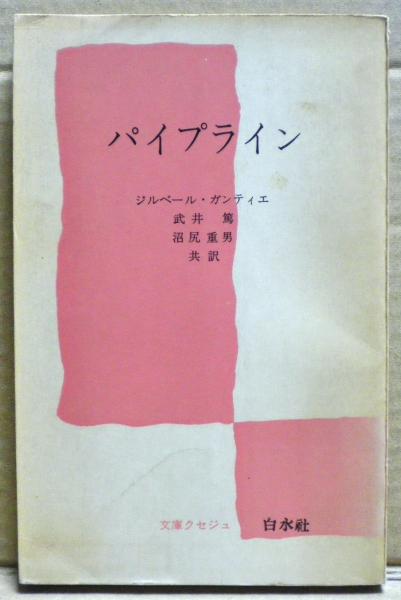 パイプライン
ジルベール・ガンティエ
武井 篤
沼尻重男
共訳
文庫クセジュ 白水社